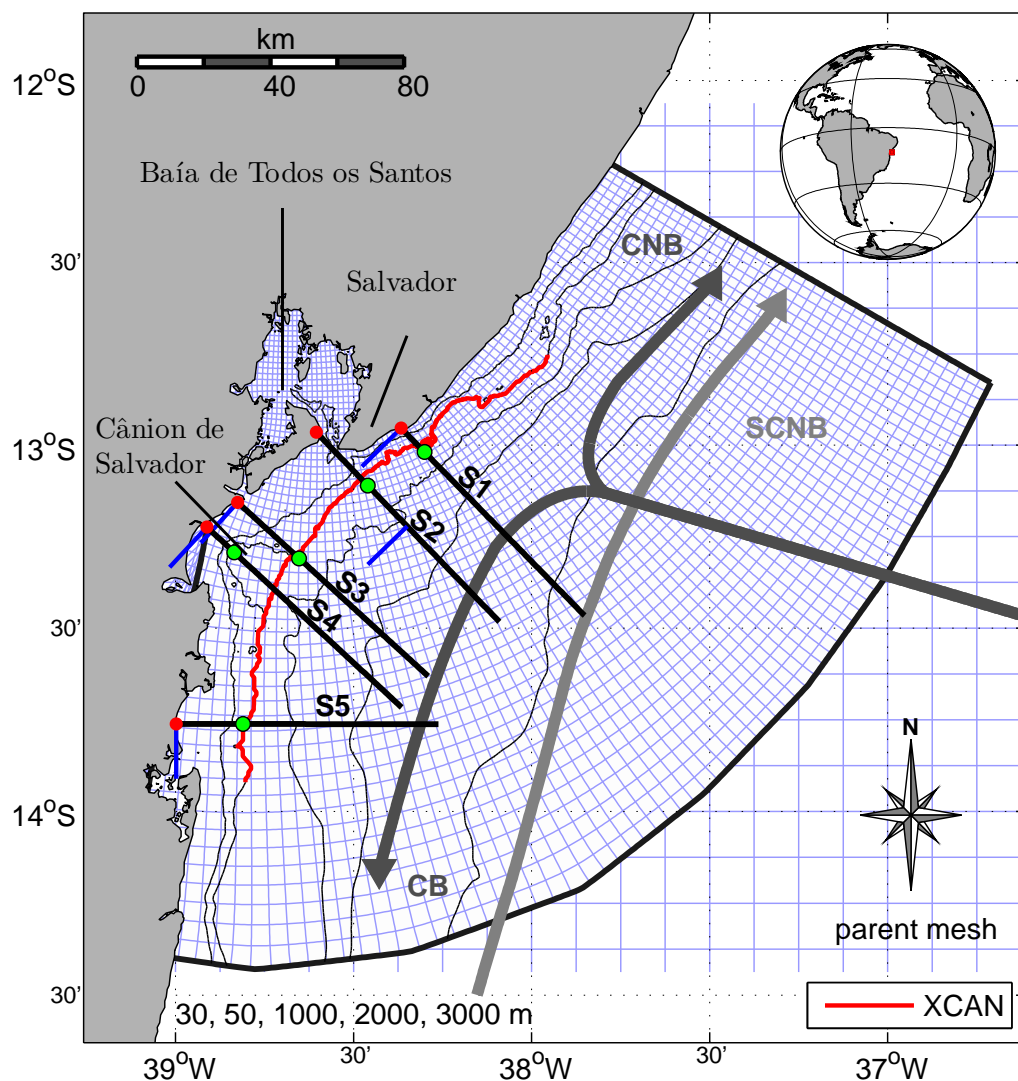 km
0 40 80
12°S
Baía de Todos os Santos
CNB
30'
Salvador
SCNB
13°S
Cânion de
Salvador
S1
S2
S3
S4
30'
S5
N
14°S
CB
parent mesh
30'
30, 50, 1000, 2000, 3000 m
XCAN
39°W 30' 38°W 30' 37°W